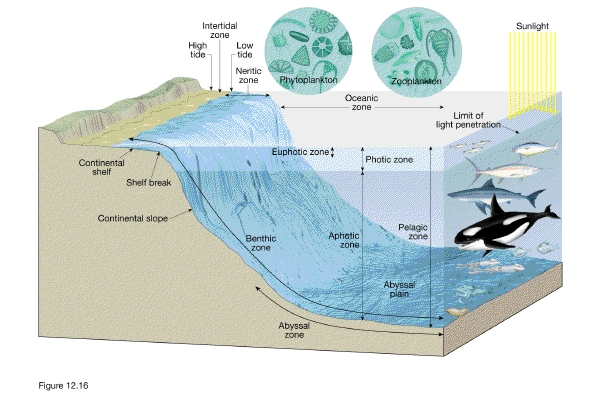 Intertidal
zone
High
tide
Low
tide
Neritic
zone
Phytoplankton
Zooplankton
Sunlight
Oceanic
zone
Limit of
light penetration
Euphotic zone
Photic zone
Continental
shelf
Shelf break
Continental slope
Benthic
zone
Aphotic
zone
Pelagic
zone
Abyssal
plain
Abyssal
zone
Figure 12.16